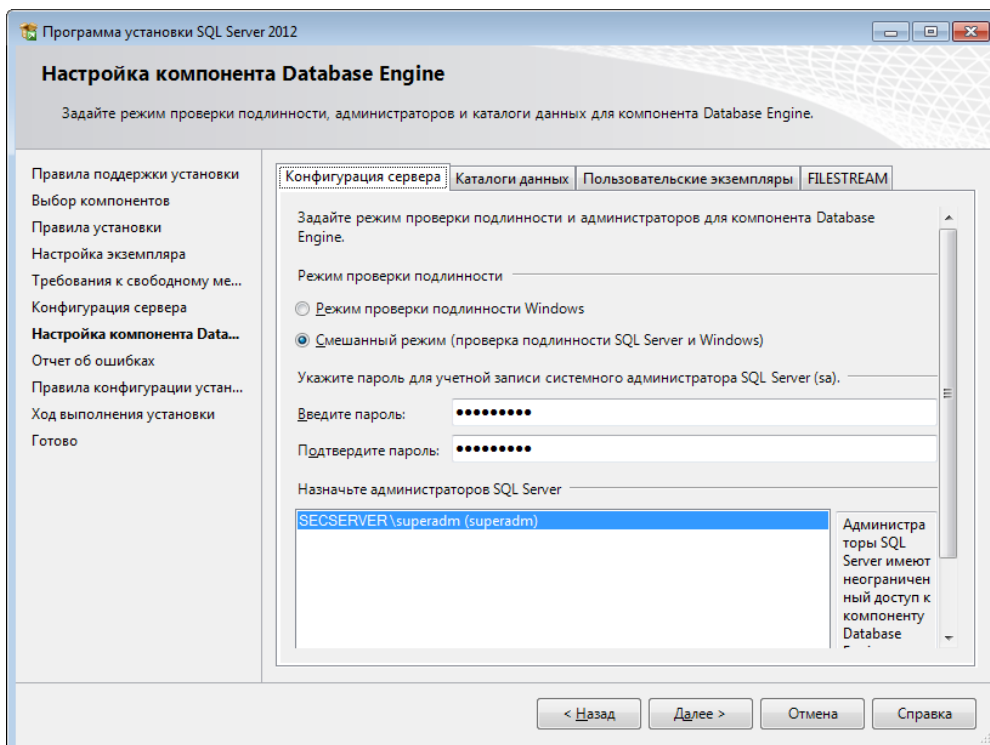 Программа установки SQL Server 2012
Настройка компонента Database Engine
Задайте режим проверки подлинности, администраторов и каталоги данных для компонента Database Engine.
Правила поддержки установки
Выбор компонентов
Правила установки
Настройка экземпляра
Требования к свободному ме...
Конфигурация сервера
Настройка компонента Data...
Отчет об ошибках
Правила конфигурации устан...
Ход выполнения установки
Готово
Конфигурация сервера Каталоги данных Пользовательские экземпляры FILESTREAM
Задайте режим проверки подлинности и администраторов для компонента Database
Engine.
Режим проверки подлинности
Режим проверки подлинности Windows
Смешанный режим (проверка подлинности SQL Server и Windows)
Укажите пароль для учетной записи системного администратора SQL Server (sa).
Введите пароль: ●●●●●●●●●
Подтвердите пароль: ●●●●●●●●●
Назначьте администраторов SQL Server
SECSERVER\superadm (superadm)
Администра
торы SQL
Server имеют
неограничен
ный доступ к
компоненту
Database
< Назад Далее > Отмена Справка